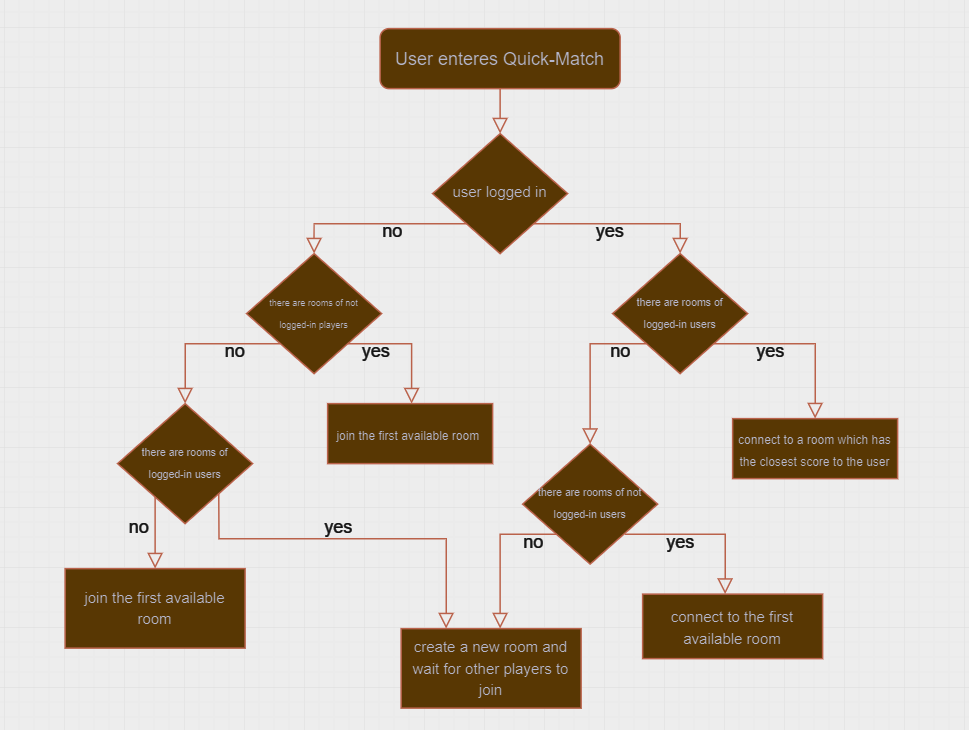 User enteres Quick-Match
user logged in
no
yes
there are rooms of not
logged-in players
there are rooms of
logged-in users
no
yes
no
yes
there are rooms of
logged-in users
join the first available room
connect to a room which has
the closest score to the user
there are rooms of not
logged-in users
no
yes
no
yes
join the first available
room
create a new room and
wait for other players to
join
connect to the first
available room